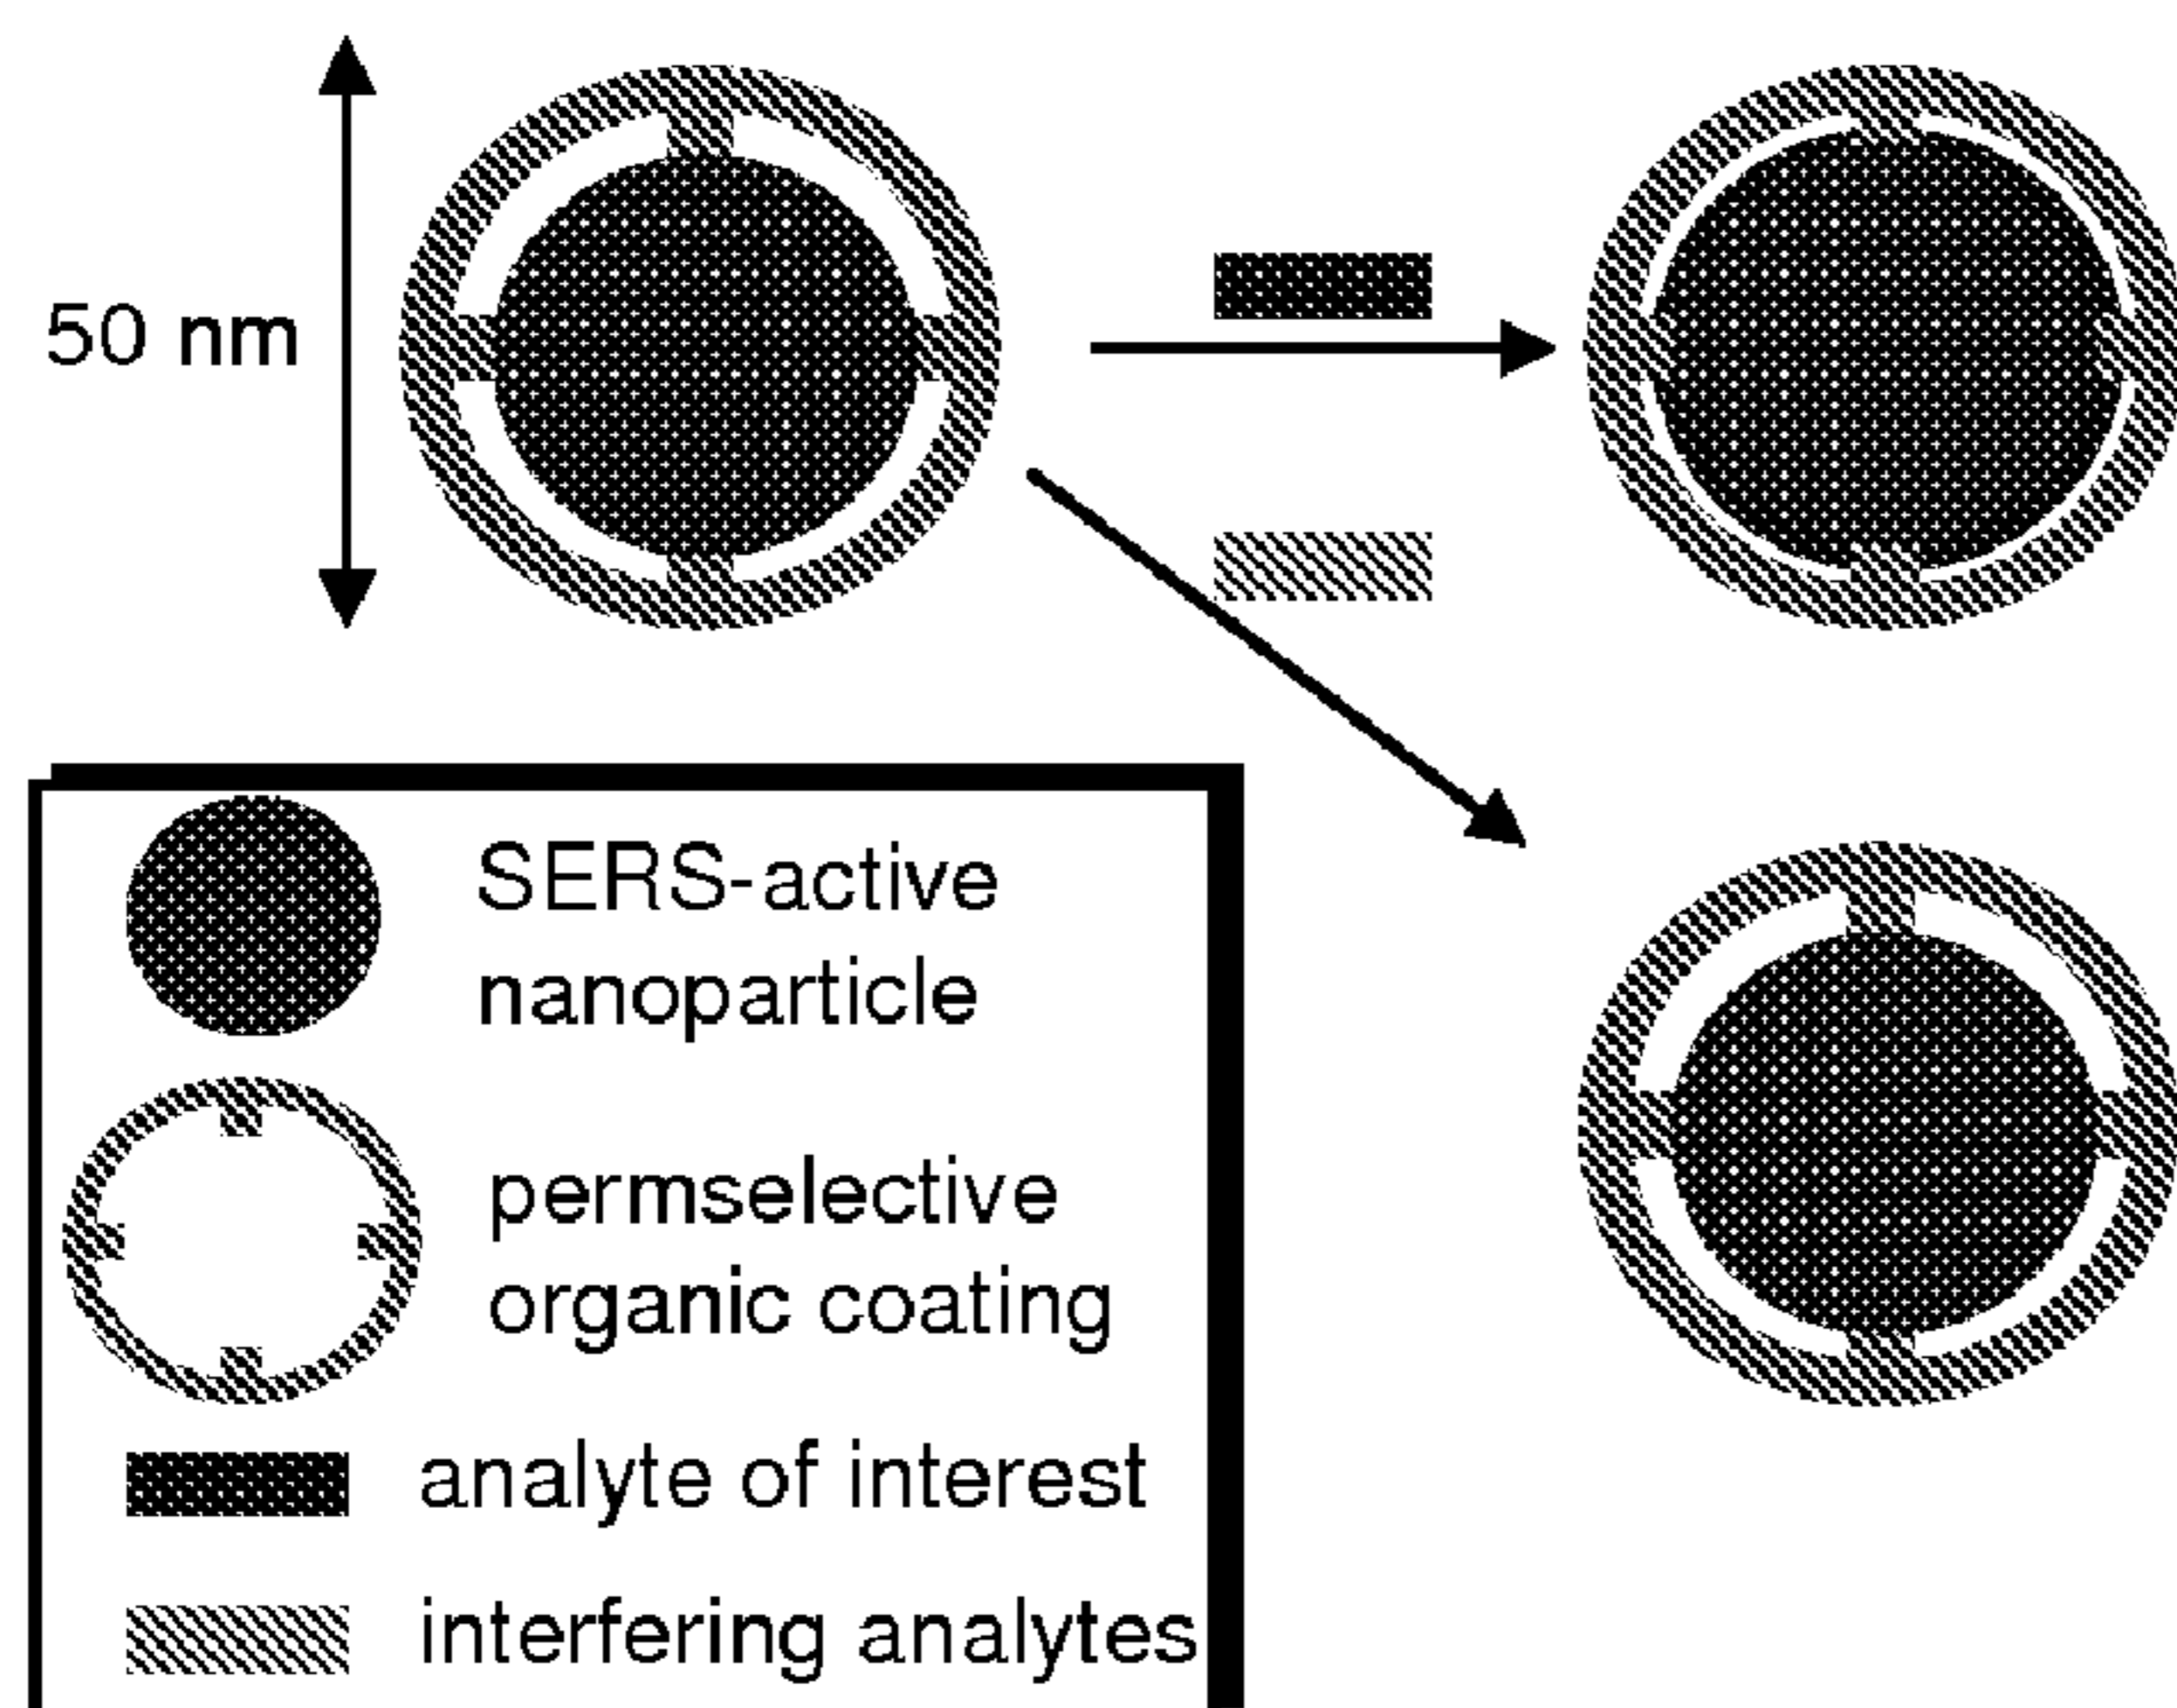 50 nm
SERS-active
nanoparticle
permselective
organic coating
analyte of interest
interfering analytes